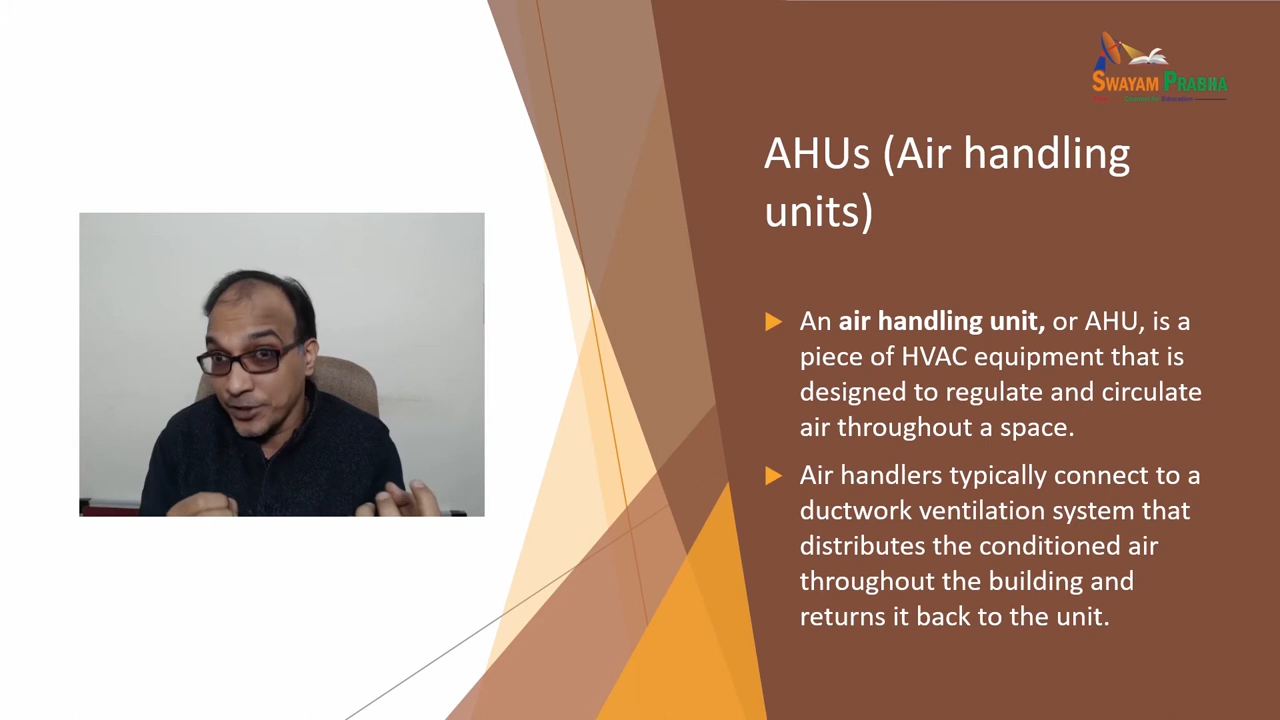 SWAYAM PRABHA
AHUs (Air handling
units)
An air handling unit, or AHU, is a
piece of HVAC equipment that is
designed to regulate and circulate
air throughout a space.
Air handlers typically connect to a
ductwork ventilation system that
distributes the conditioned air
throughout the building and
returns it back to the unit.